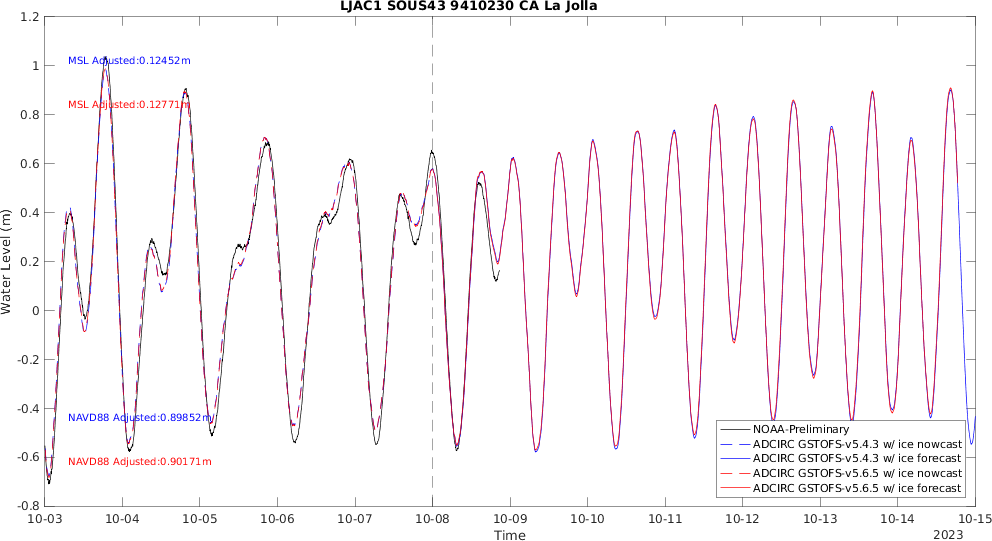 LJAC1 SOUS43 9410230 CA La Jolla
1.2
1
0.8
0.6
0.4
0.2
0
-0.2
-0.4
-0.6
-0.8
Water Level (m)
MSL Adjusted:0.12452m
MSL Adjusted:0.12771m
NAVD88 Adjusted:0.89852m
NAVD88 Adjusted:0.90171m
NOAA-Preliminary
ADCIRC GSTOFS-v5.4.3 w/ ice nowcast
ADCIRC GSTOFS-v5.4.3 w/ ice forecast
ADCIRC GSTOFS-v5.6.5 w/ ice nowcast
ADCIRC GSTOFS-v5.6.5 w/ ice forecast
10-03 10-04 10-05 10-06 10-07 10-08 10-09 10-10 10-11 10-12 10-13 10-14 10-15
Time
2023